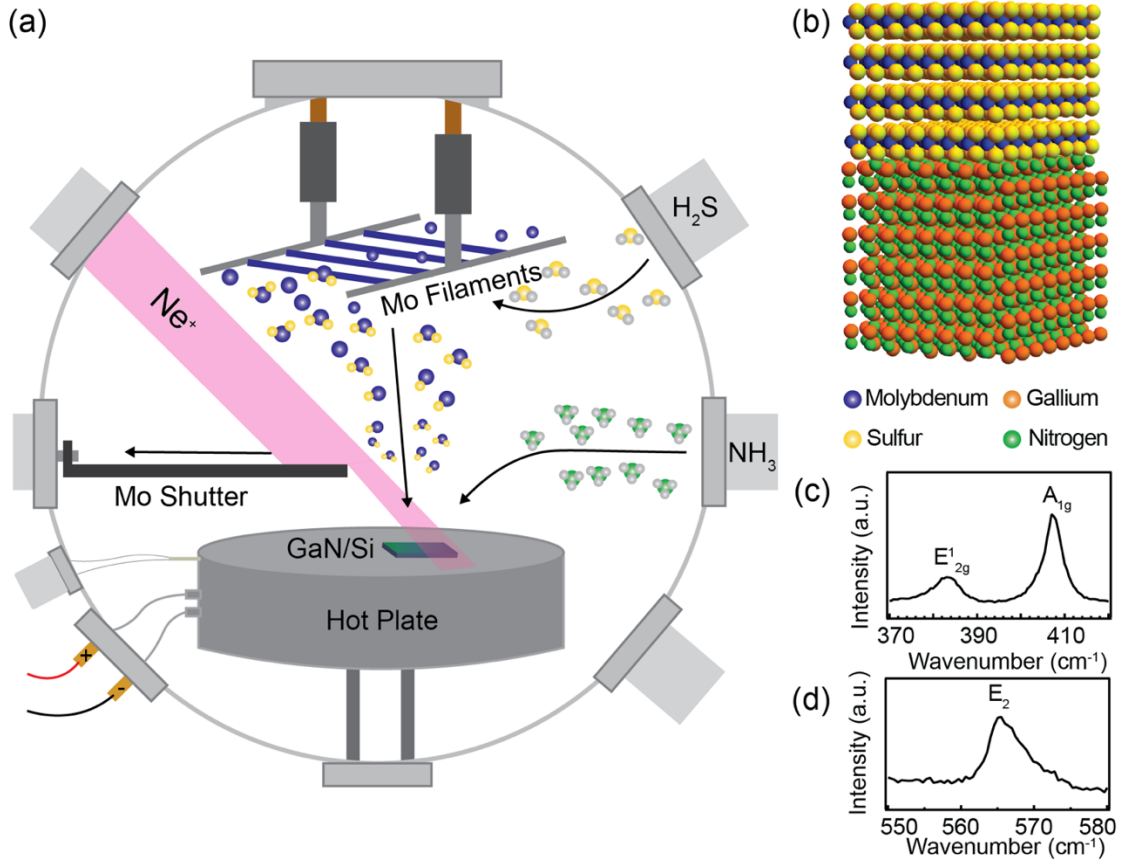 (a)
H₂S
Mo Filaments
Ne⁺
NH₃
Mo Shutter
GaN/Si
Hot Plate
+
-
(b)
Molybdenum
Gallium
Sulfur
Nitrogen
(c)
Intensity (a.u.)
E¹₂g
A₁g
370 390 410
Wavenumber (cm⁻¹)
(d)
Intensity (a.u.)
E₂
550 560 570 580
Wavenumber (cm⁻¹)